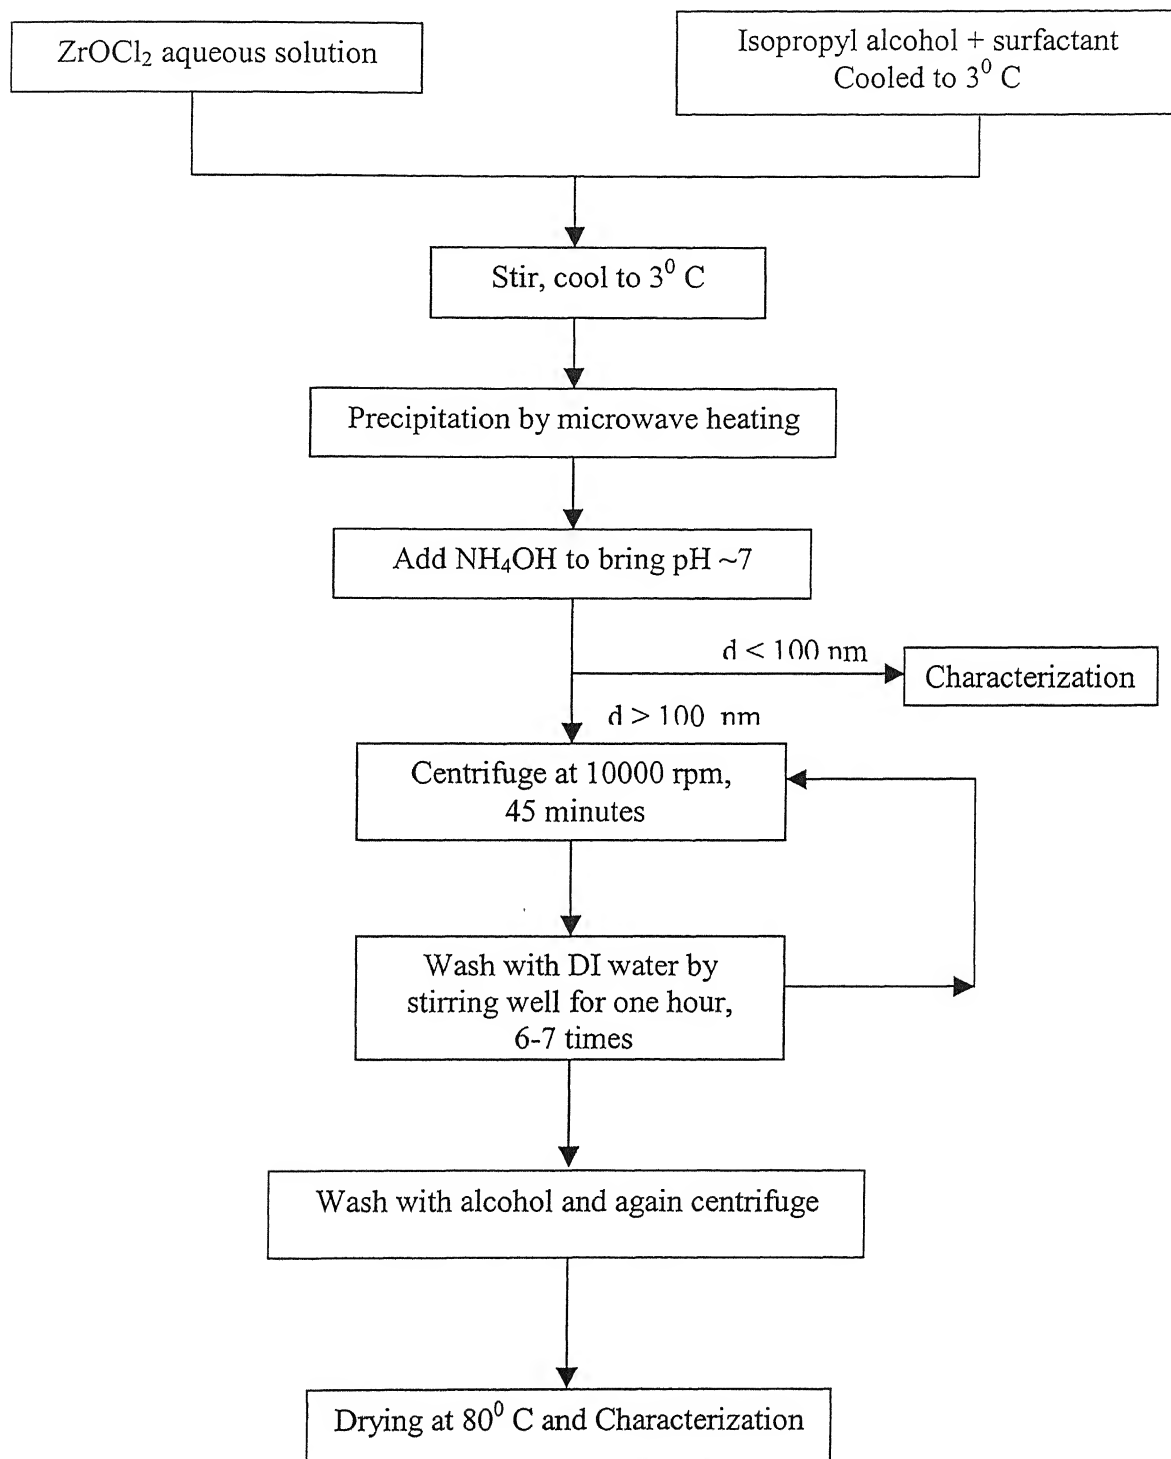 ZrOCl₂ aqueous solution
Isopropyl alcohol + surfactant
Cooled to 3⁰ C
Stir, cool to 3⁰ C
Precipitation by microwave heating
Add NH₄OH to bring pH ~7
d < 100 nm
Characterization
d > 100 nm
Centrifuge at 10000 rpm,
45 minutes
Wash with DI water by
stirring well for one hour,
6-7 times
Wash with alcohol and again centrifuge
Drying at 80⁰ C and Characterization